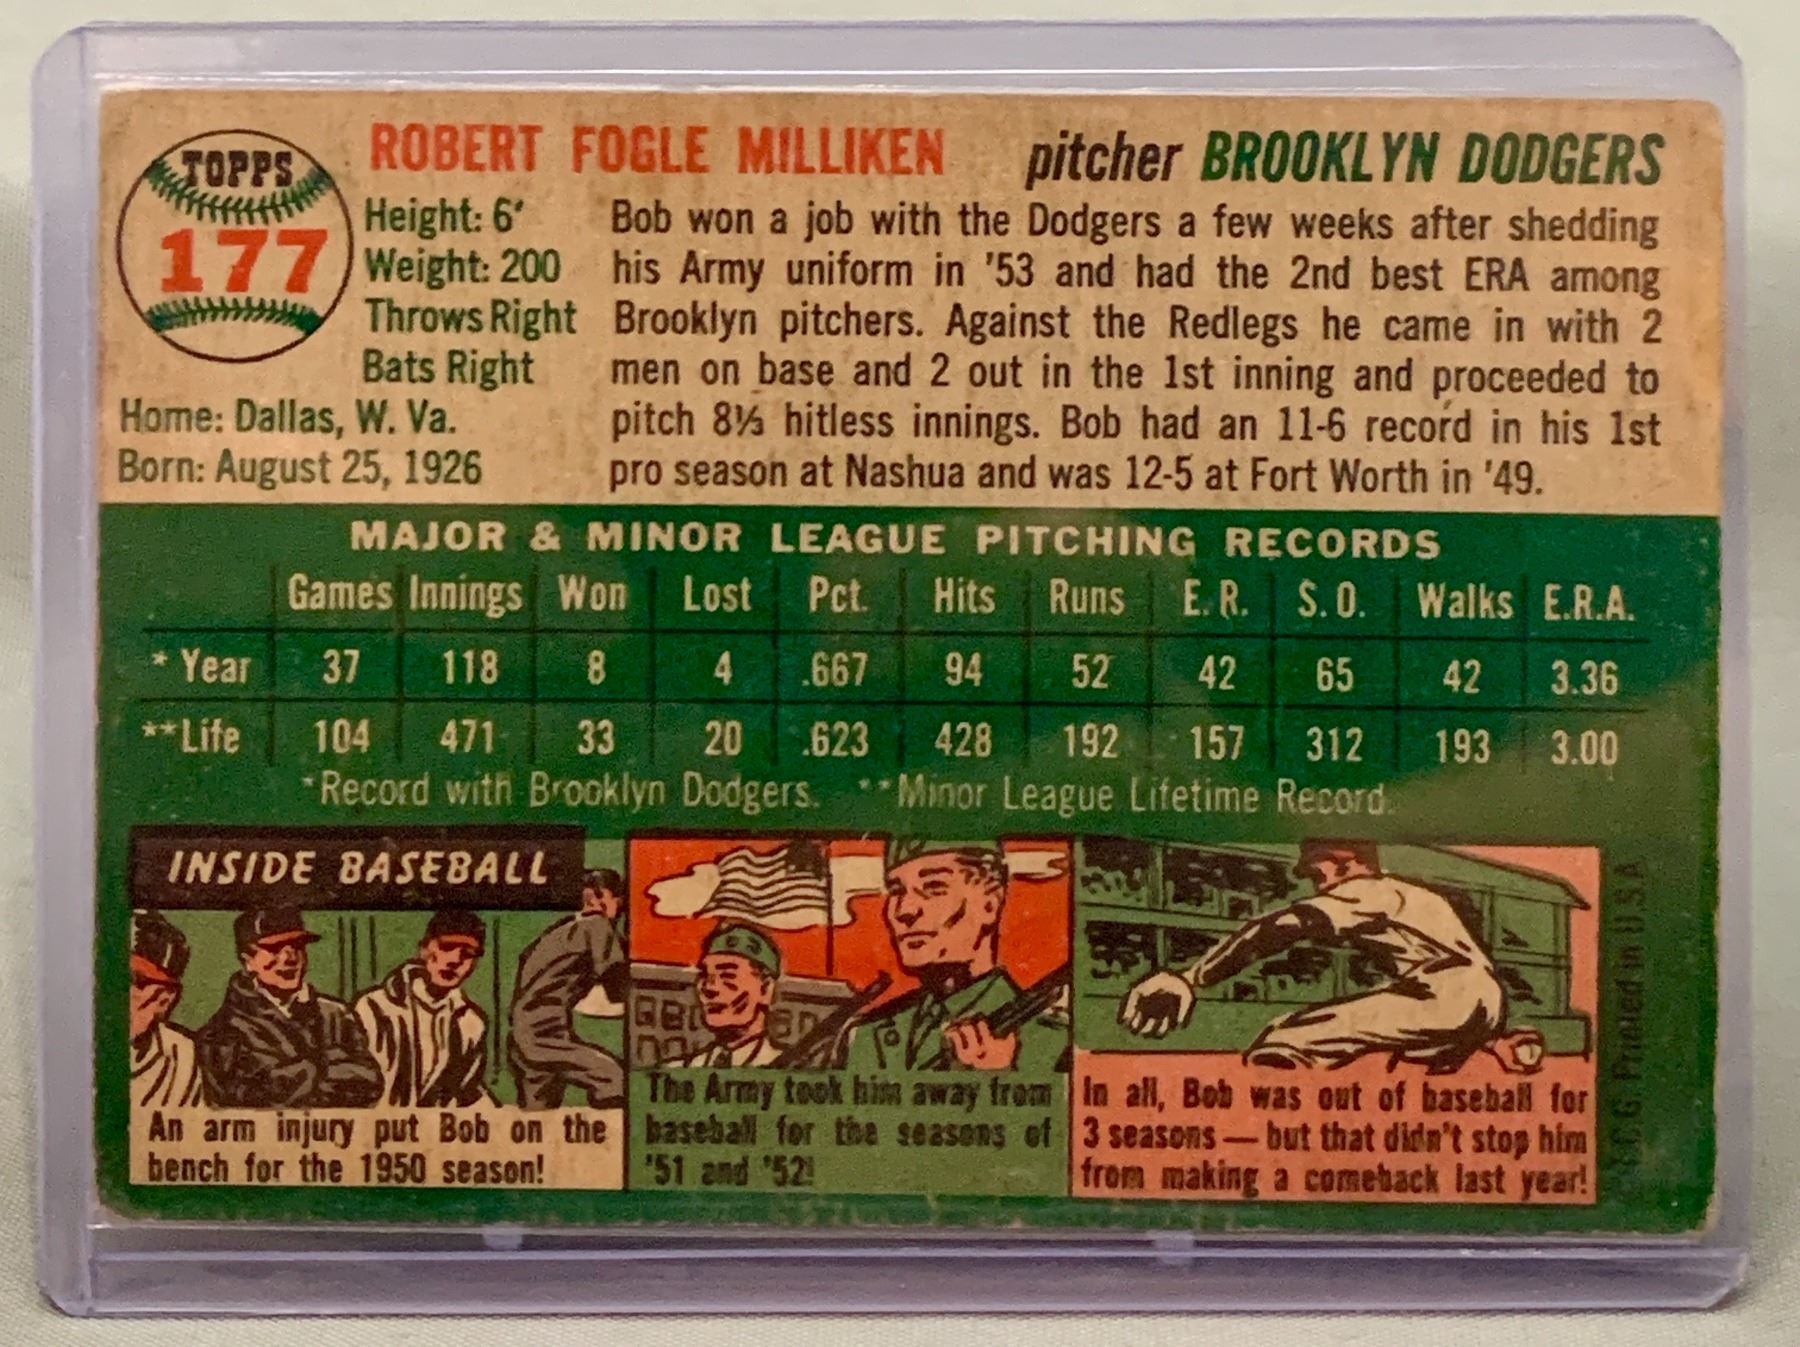 TOPPS
177
ROBERT FOGLE MILLIKEN pitcher BROOKLYN DODGERS
Height: 6'
Weight: 200
Throws Right
Bats Right
Home: Dallas, W. Va.
Born: August 25, 1926
Bob won a job with the Dodgers a few weeks after shedding
his Army uniform in '53 and had the 2nd best ERA among
Brooklyn pitchers. Against the Redlegs he came in with 2
men on base and 2 out in the 1st inning and proceeded to
pitch 8⅓ hitless innings. Bob had an 11-6 record in his 1st
pro season at Nashua and was 12-5 at Fort Worth in '49.
MAJOR & MINOR LEAGUE PITCHING RECORDS
Games Innings Won Lost Pct. Hits Runs E. R. S. O. Walks E.R.A.
* Year 37 118 8 4 .667 94 52 42 65 42 3.36
**Life 104 471 33 20 .623 428 192 157 312 193 3.00
*Record with Brooklyn Dodgers. **Minor League Lifetime Record.
INSIDE BASEBALL
An arm injury put Bob on the
bench for the 1950 season!
The Army took him away from
baseball for the seasons of
'51 and '52!
In all, Bob was out of baseball for
3 seasons — but that didn't stop him
from making a comeback last year!
T.C.G. Printed in U.S.A